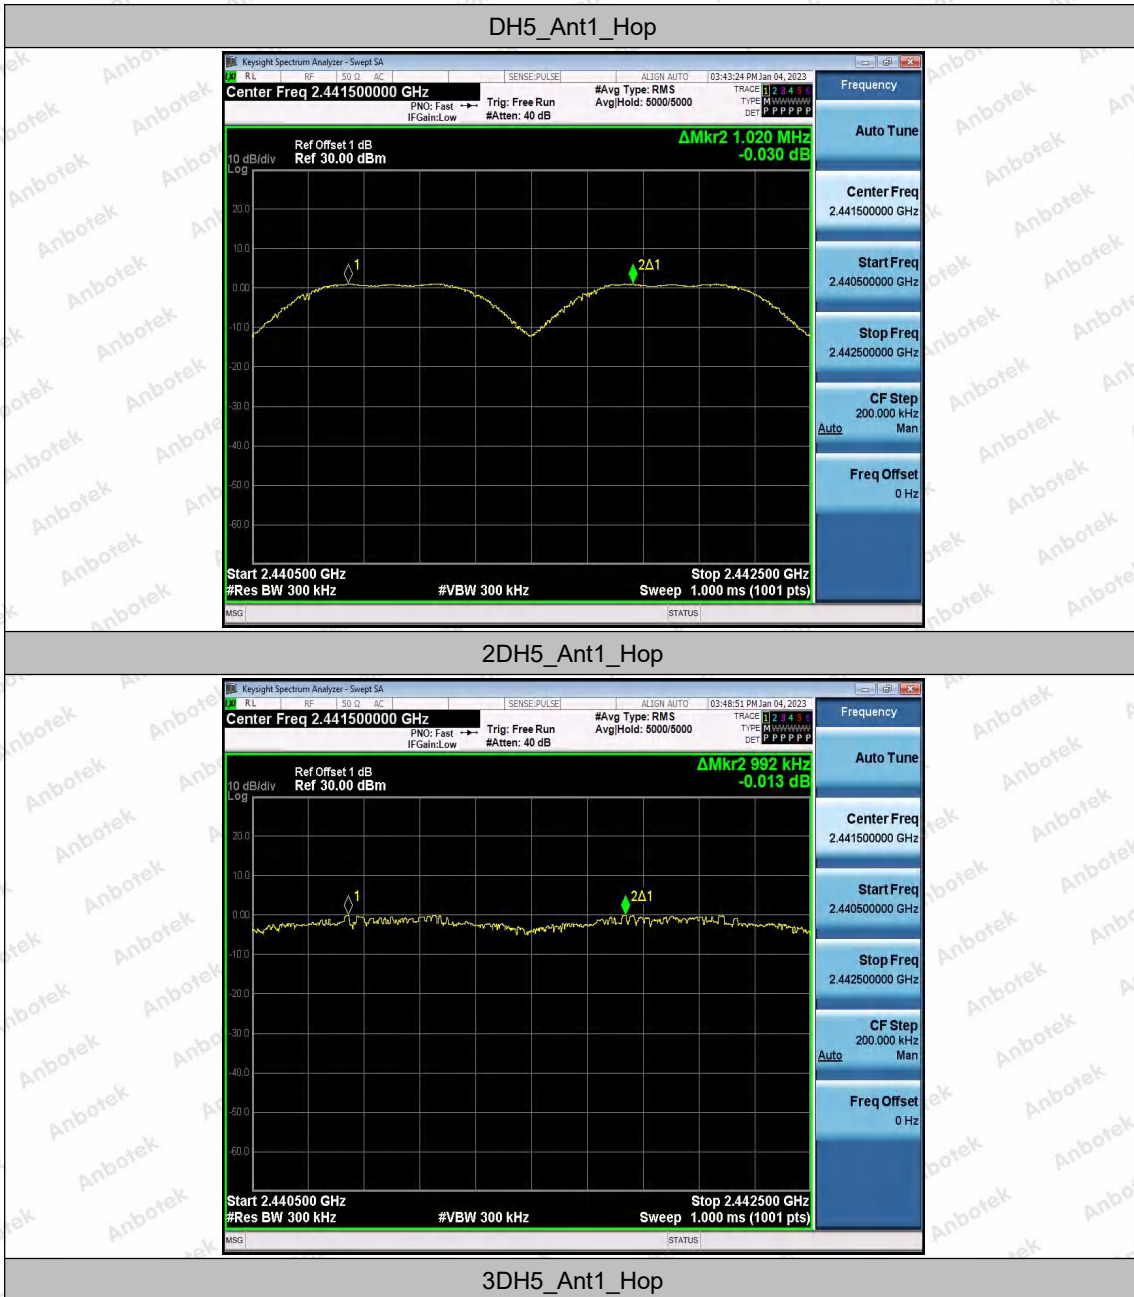 DH5_Ant1_Hop
Keysight Spectrum Analyzer - Swept SA
RL RF 50 Ω AC SENSE:PULSE ALIGN AUTO 03:43:24 PM Jan 04, 2023
Center Freq 2.441500000 GHz
PNO: Fast
IFGain:Low
Trig: Free Run
#Atten: 40 dB
#Avg Type: RMS
Avg|Hold: 5000/5000
TRACE 1 2 3 4 5 6
TYPE M W W W W W
DET P P P P P P
ΔMkr2 1.020 MHz
-0.030 dB
Ref Offset 1 dB
10 dB/div Ref 30.00 dBm
Log
20.0
10.0
0.00
-10.0
-20.0
-30.0
-40.0
-50.0
-60.0
1
2Δ1
Start 2.440500 GHz Stop 2.442500 GHz
#Res BW 300 kHz #VBW 300 kHz Sweep 1.000 ms (1001 pts)
MSG STATUS
Frequency
Auto Tune
Center Freq
2.441500000 GHz
Start Freq
2.440500000 GHz
Stop Freq
2.442500000 GHz
CF Step
200.000 kHz
Auto Man
Freq Offset
0 Hz
2DH5_Ant1_Hop
Keysight Spectrum Analyzer - Swept SA
RL RF 50 Ω AC SENSE:PULSE ALIGN AUTO 03:48:51 PM Jan 04, 2023
Center Freq 2.441500000 GHz
PNO: Fast
IFGain:Low
Trig: Free Run
#Atten: 40 dB
#Avg Type: RMS
Avg|Hold: 5000/5000
TRACE 1 2 3 4 5 6
TYPE M W W W W W
DET P P P P P P
ΔMkr2 992 kHz
-0.013 dB
Ref Offset 1 dB
10 dB/div Ref 30.00 dBm
Log
20.0
10.0
0.00
-10.0
-20.0
-30.0
-40.0
-50.0
-60.0
1
2Δ1
Start 2.440500 GHz Stop 2.442500 GHz
#Res BW 300 kHz #VBW 300 kHz Sweep 1.000 ms (1001 pts)
MSG STATUS
Frequency
Auto Tune
Center Freq
2.441500000 GHz
Start Freq
2.440500000 GHz
Stop Freq
2.442500000 GHz
CF Step
200.000 kHz
Auto Man
Freq Offset
0 Hz
3DH5_Ant1_Hop
Anbotek